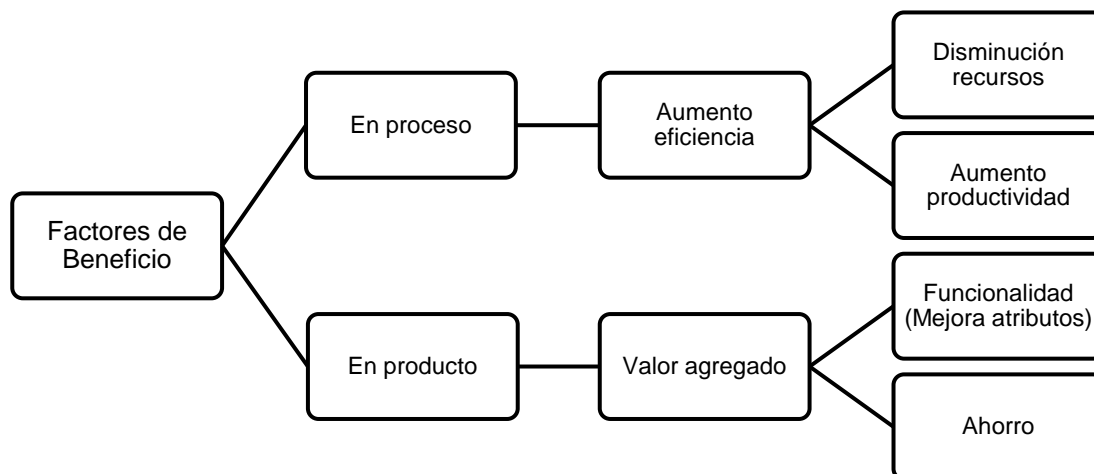 Factores de
Beneficio
En proceso
Aumento
eficiencia
Disminución
recursos
Aumento
productividad
En producto
Valor agregado
Funcionalidad
(Mejora atributos)
Ahorro